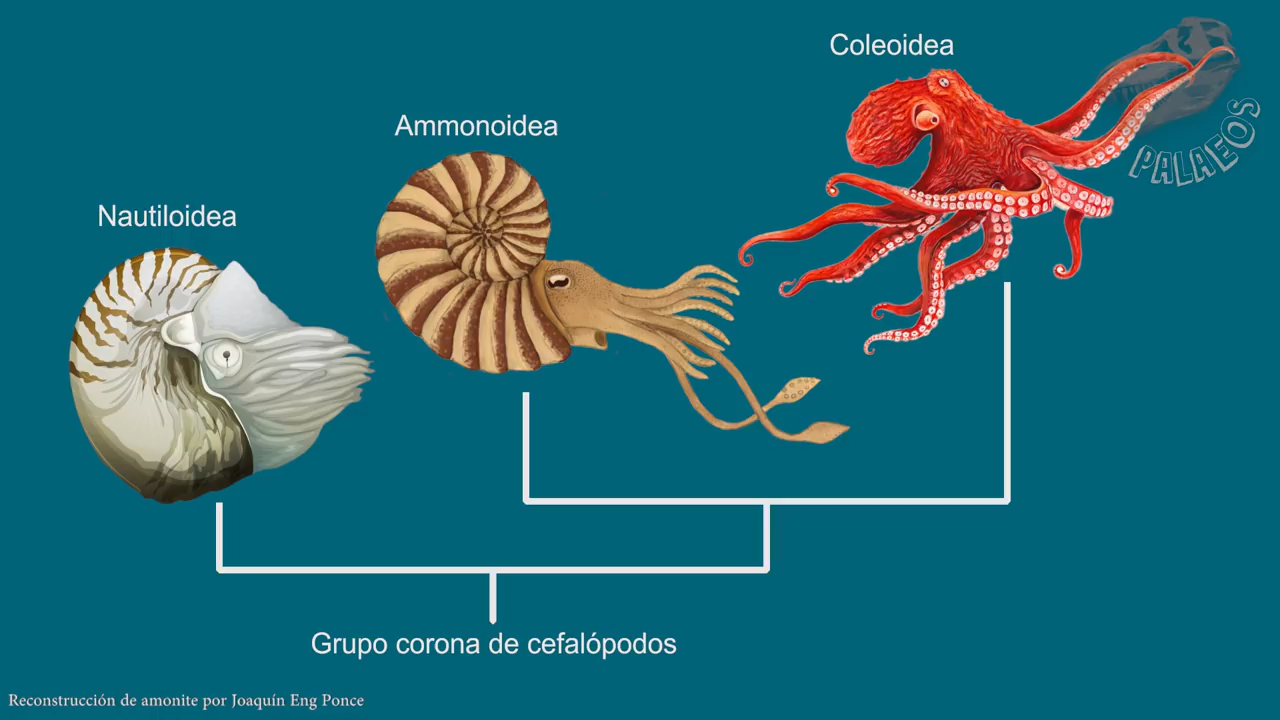 Coleoidea
PALAEOS
Ammonoidea
Nautiloidea
Grupo corona de cefalópodos
Reconstrucción de amonite por Joaquín Eng Ponce